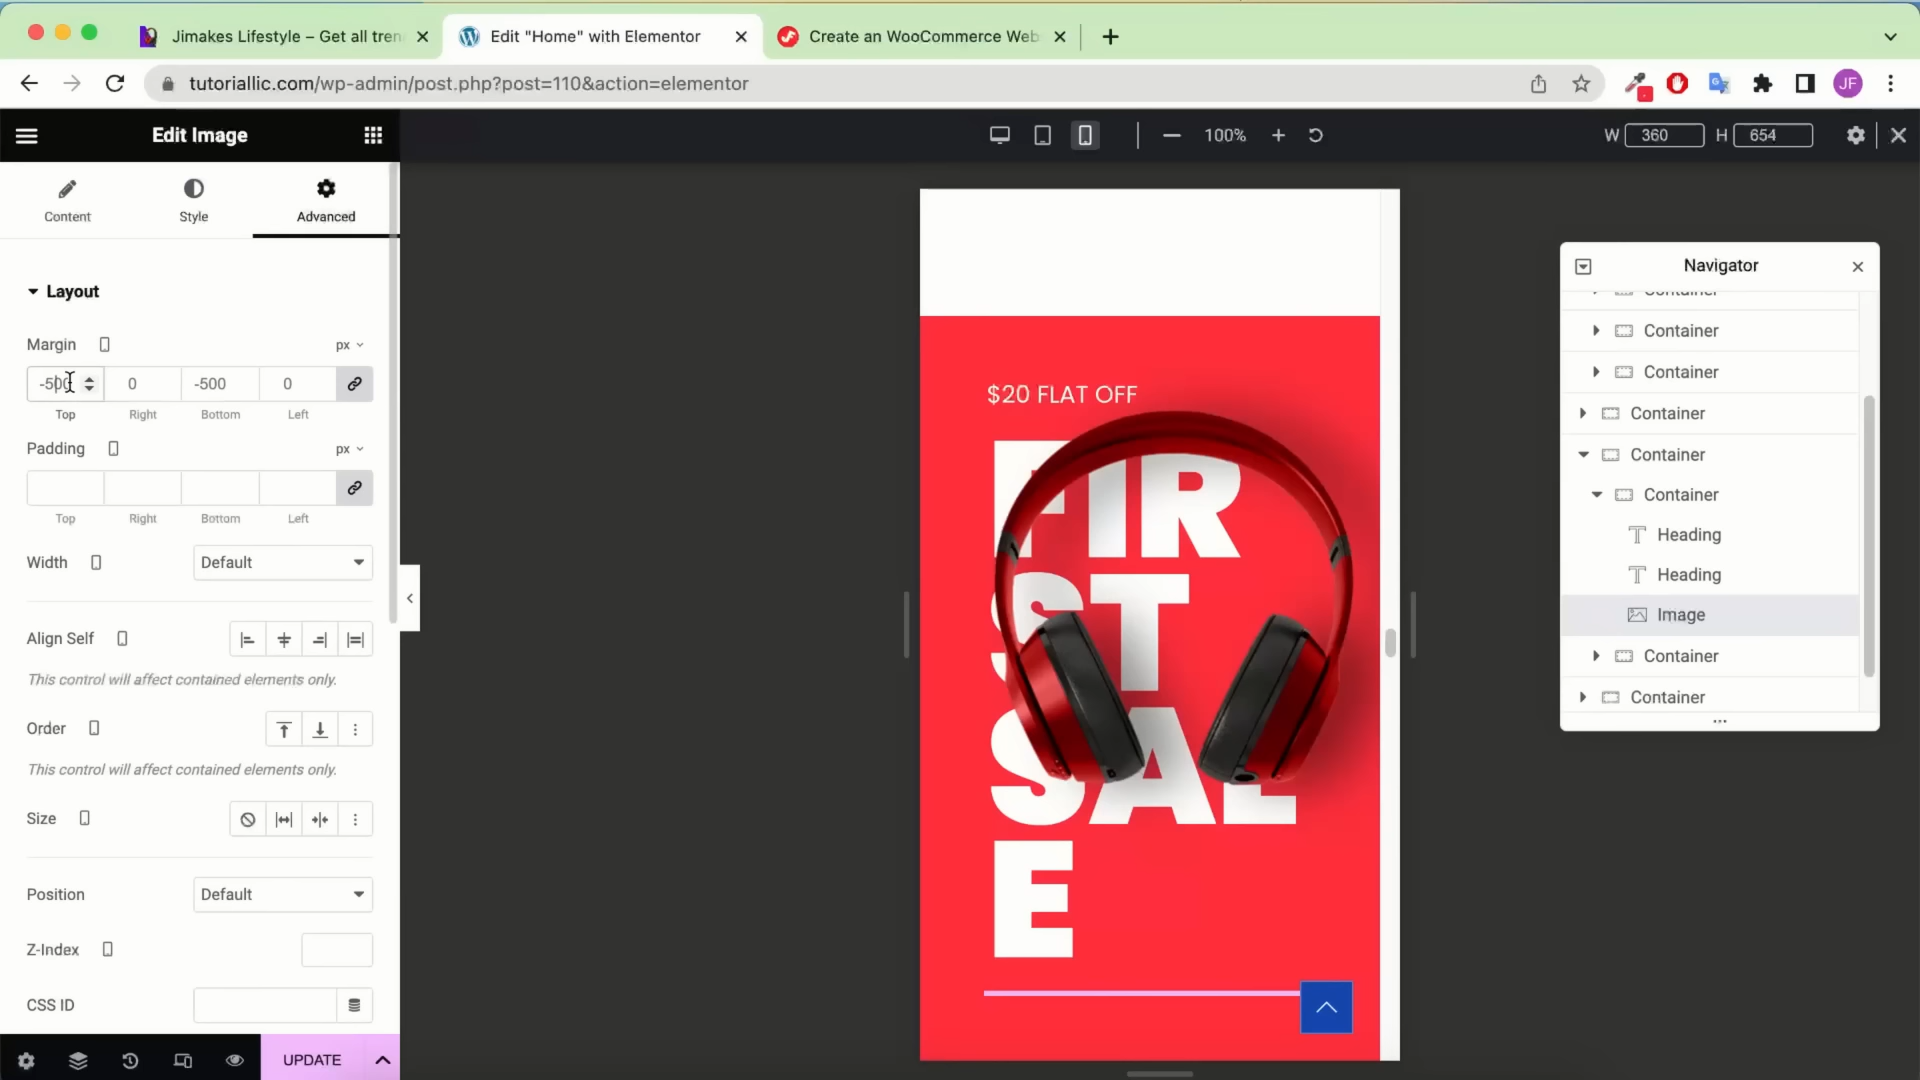 Jimakes Lifestyle – Get all tren
Edit "Home" with Elementor
Create an WooCommerce Web
tutoriallic.com/wp-admin/post.php?post=110&action=elementor
JF
Edit Image
100%
W 360 H 654
Content
Style
Advanced
Layout
Margin
px
-500
0
-500
0
Top
Right
Bottom
Left
Padding
px
Top
Right
Bottom
Left
Width
Default
Align Self
This control will affect contained elements only.
Order
This control will affect contained elements only.
Size
Position
Default
Z-Index
CSS ID
UPDATE
$20 FLAT OFF
FIR
ST
SAL
E
Navigator
Container
Container
Container
Container
Container
Container
Heading
Heading
Image
Container
Container